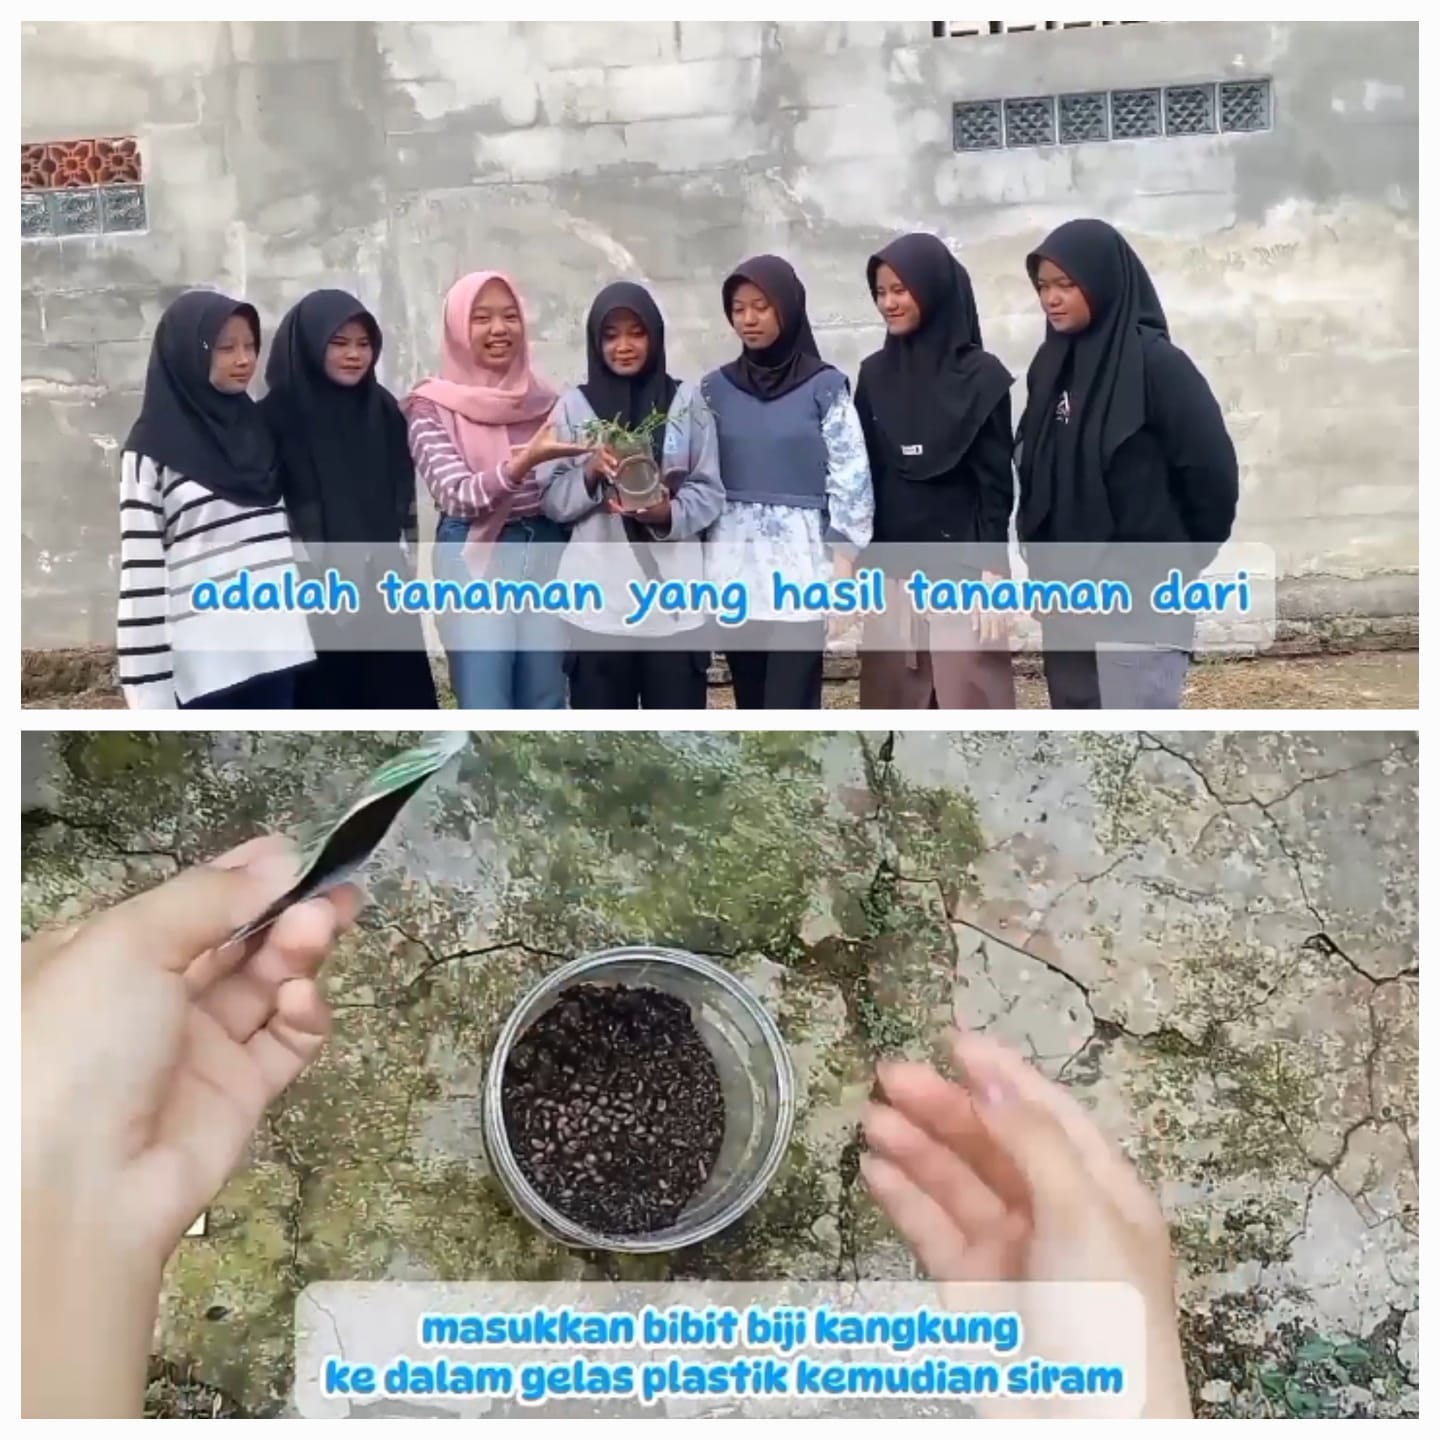 adalah tanaman yang hasil tanaman dari
masukkan bibit biji kangkung
ke dalam gelas plastik kemudian siram